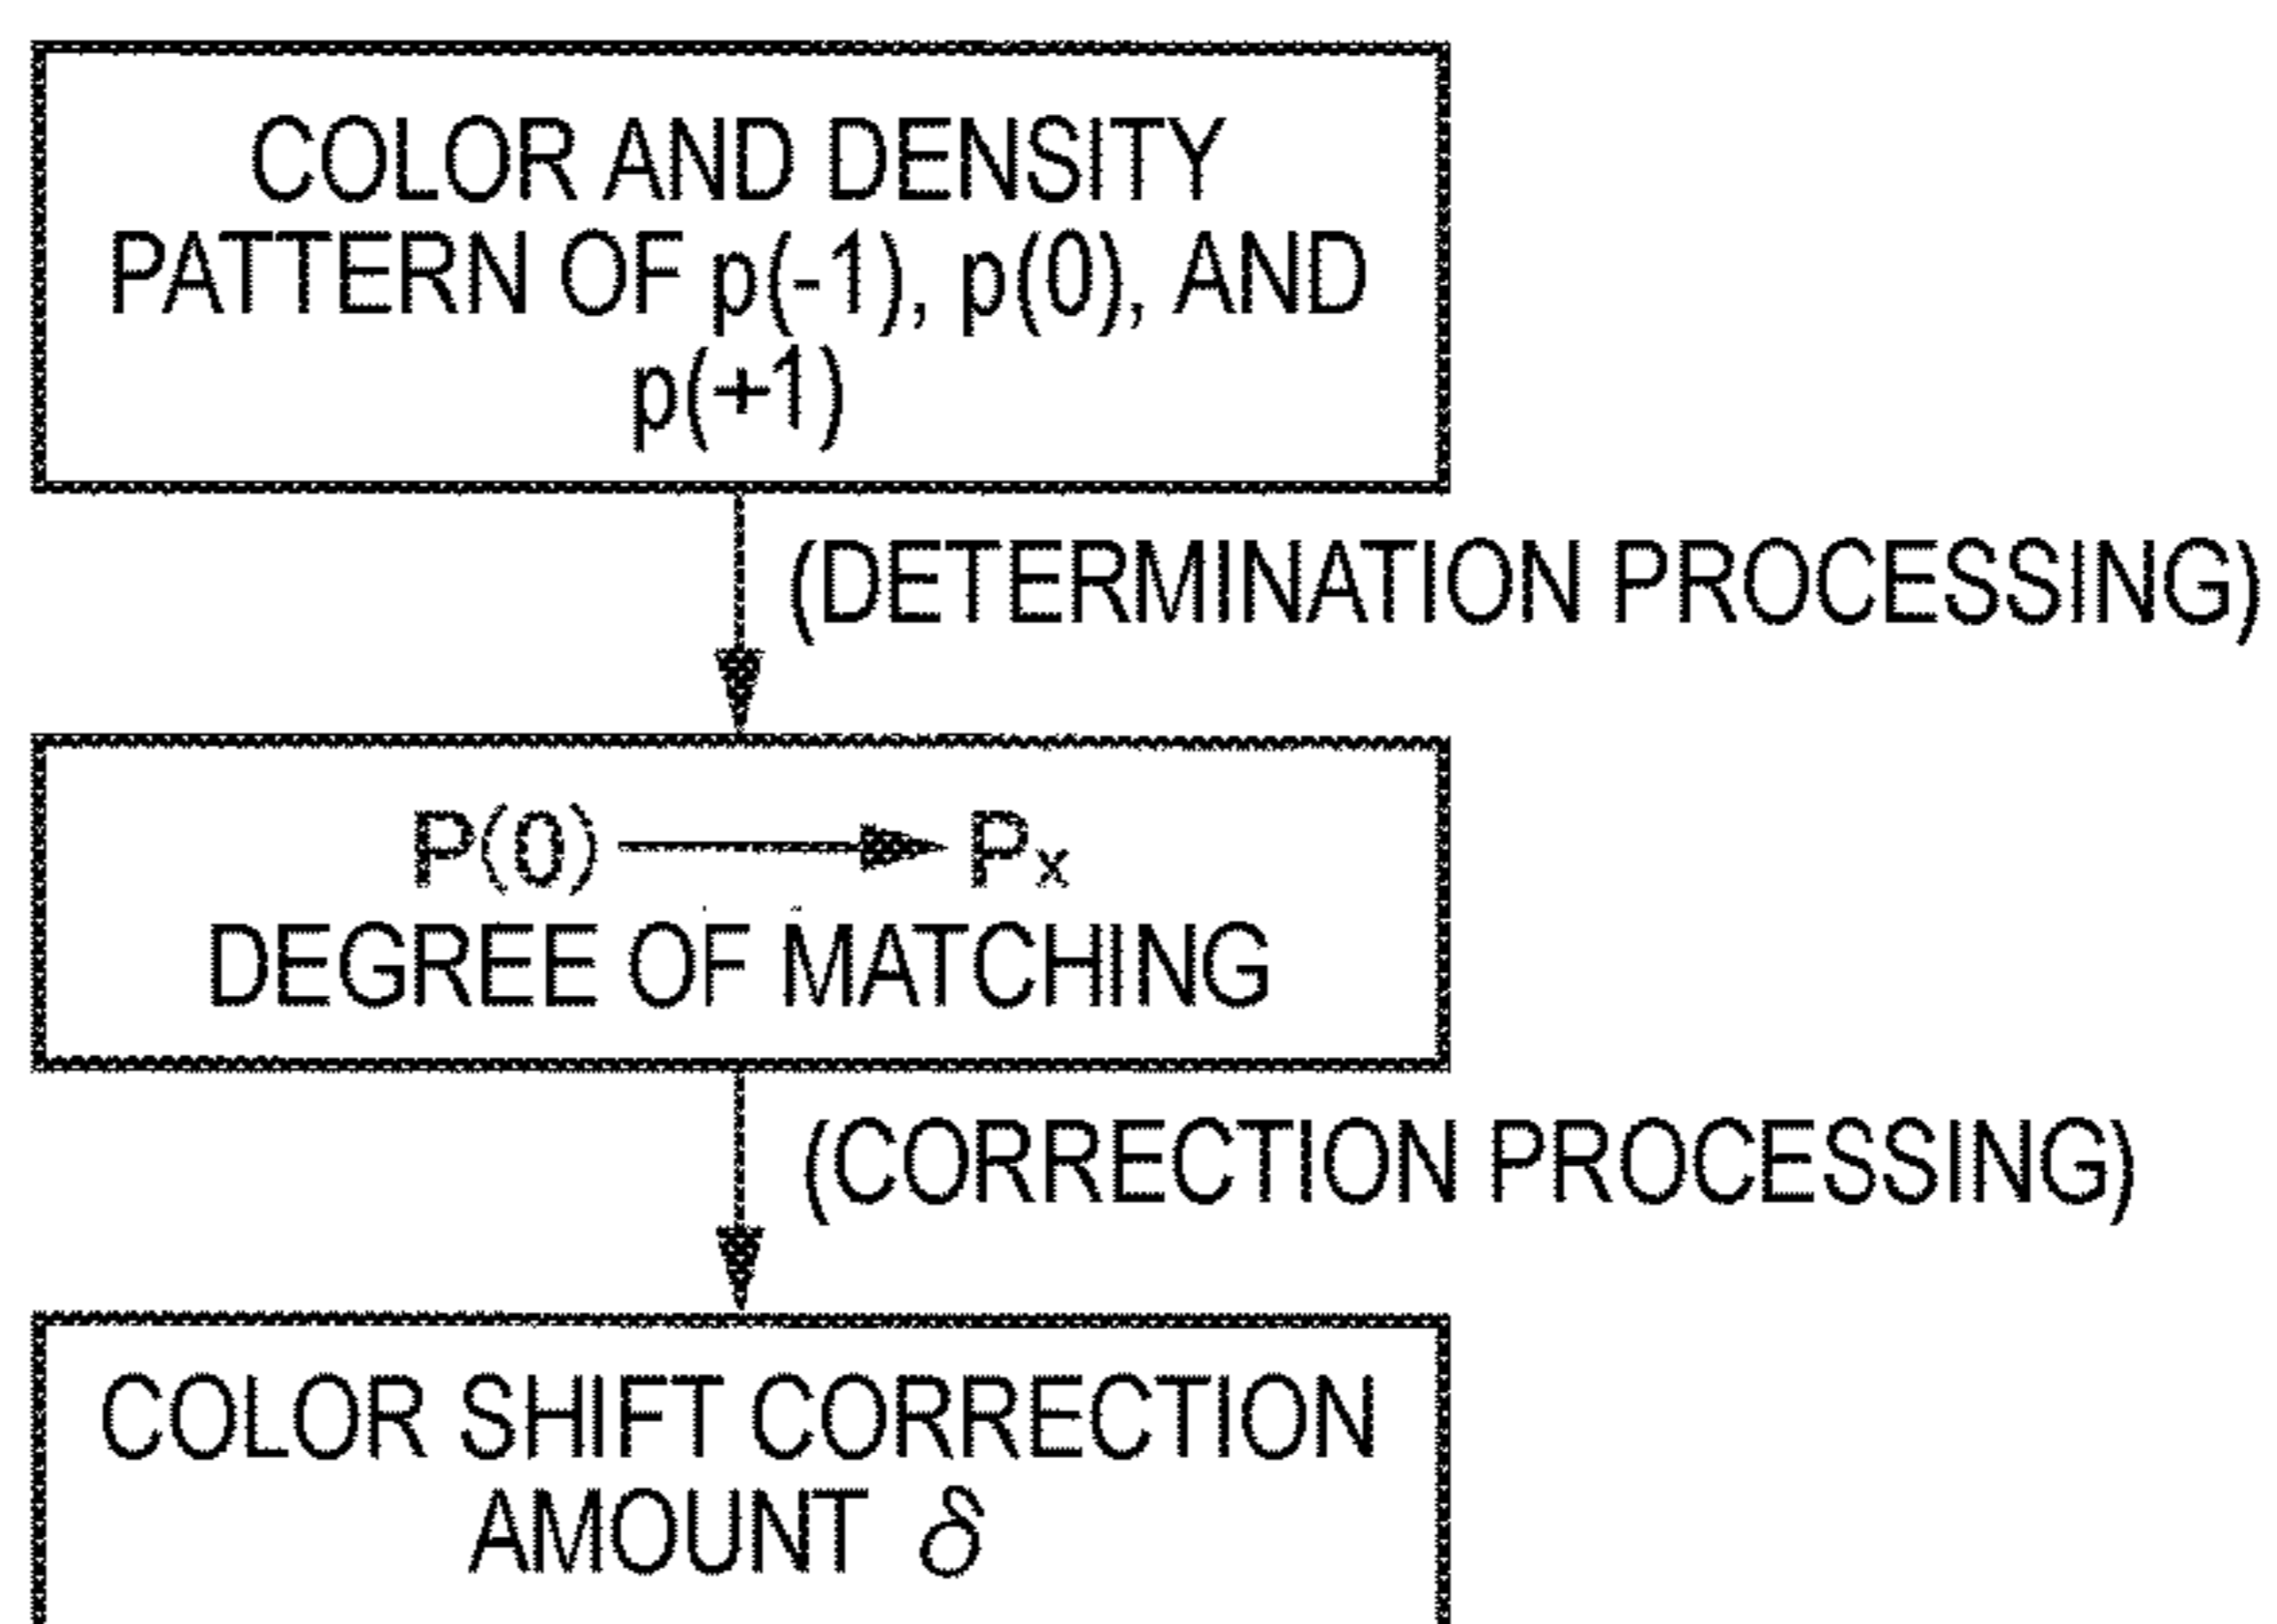 COLOR AND DENSITY
PATTERN OF p(-1), p(0), AND
p(+1)
(DETERMINATION PROCESSING)
P(0) → Px
DEGREE OF MATCHING
(CORRECTION PROCESSING)
COLOR SHIFT CORRECTION
AMOUNT δ